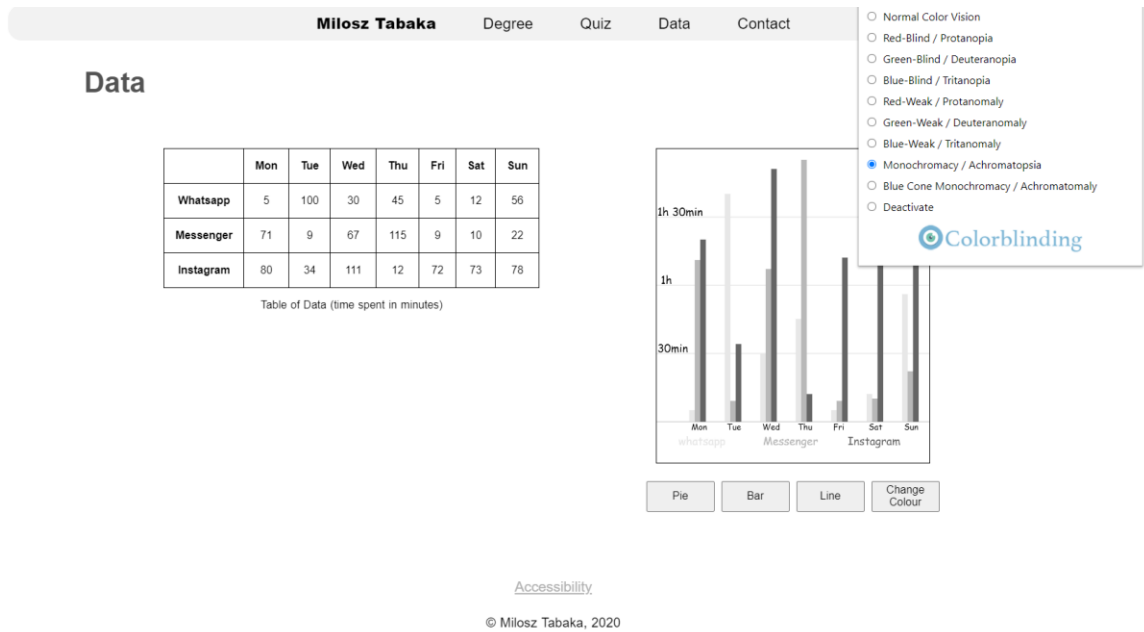 Milosz Tabaka Degree Quiz Data Contact
Normal Color Vision
Red-Blind / Protanopia
Green-Blind / Deuteranopia
Blue-Blind / Tritanopia
Red-Weak / Protanomaly
Green-Weak / Deuteranomaly
Blue-Weak / Tritanomaly
Monochromacy / Achromatopsia
Blue Cone Monochromacy / Achromatomaly
Deactivate
Colorblinding
Data
Mon Tue Wed Thu Fri Sat Sun
Whatsapp 5 100 30 45 5 12 56
Messenger 71 9 67 115 9 10 22
Instagram 80 34 111 12 72 73 78
Table of Data (time spent in minutes)
1h 30min
1h
30min
Mon Tue Wed Thu Fri Sat Sun
whatsapp Messenger Instagram
Pie Bar Line Change
Colour
Accessibility
© Milosz Tabaka, 2020